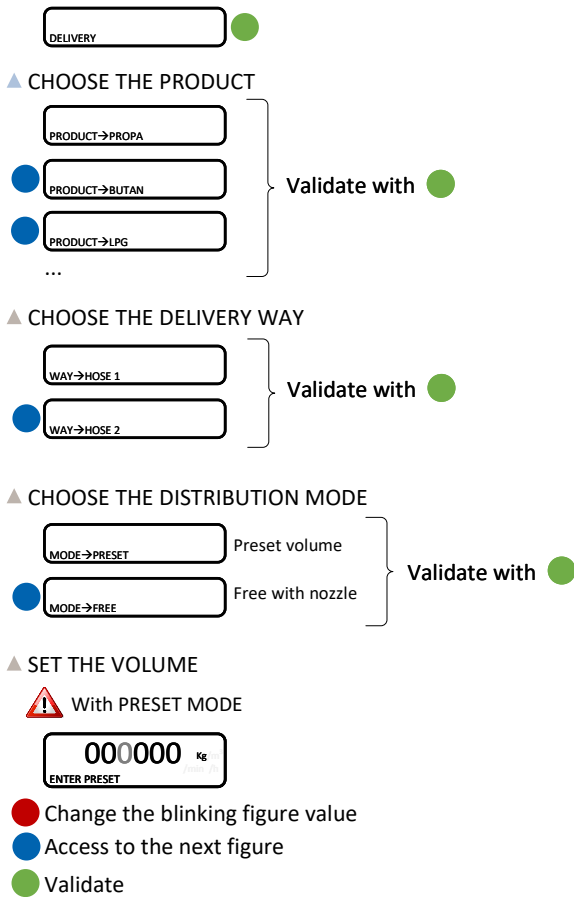 DELIVERY
CHOOSE THE PRODUCT
PRODUCT→PROPA
PRODUCT→BUTAN
Validate with
PRODUCT→LPG
...
CHOOSE THE DELIVERY WAY
WAY→HOSE 1
Validate with
WAY→HOSE 2
CHOOSE THE DISTRIBUTION MODE
MODE→PRESET
Preset volume
Validate with
MODE→FREE
Free with nozzle
SET THE VOLUME
With PRESET MODE
000000 Kg
ENTER PRESET
Change the blinking figure value
Access to the next figure
Validate